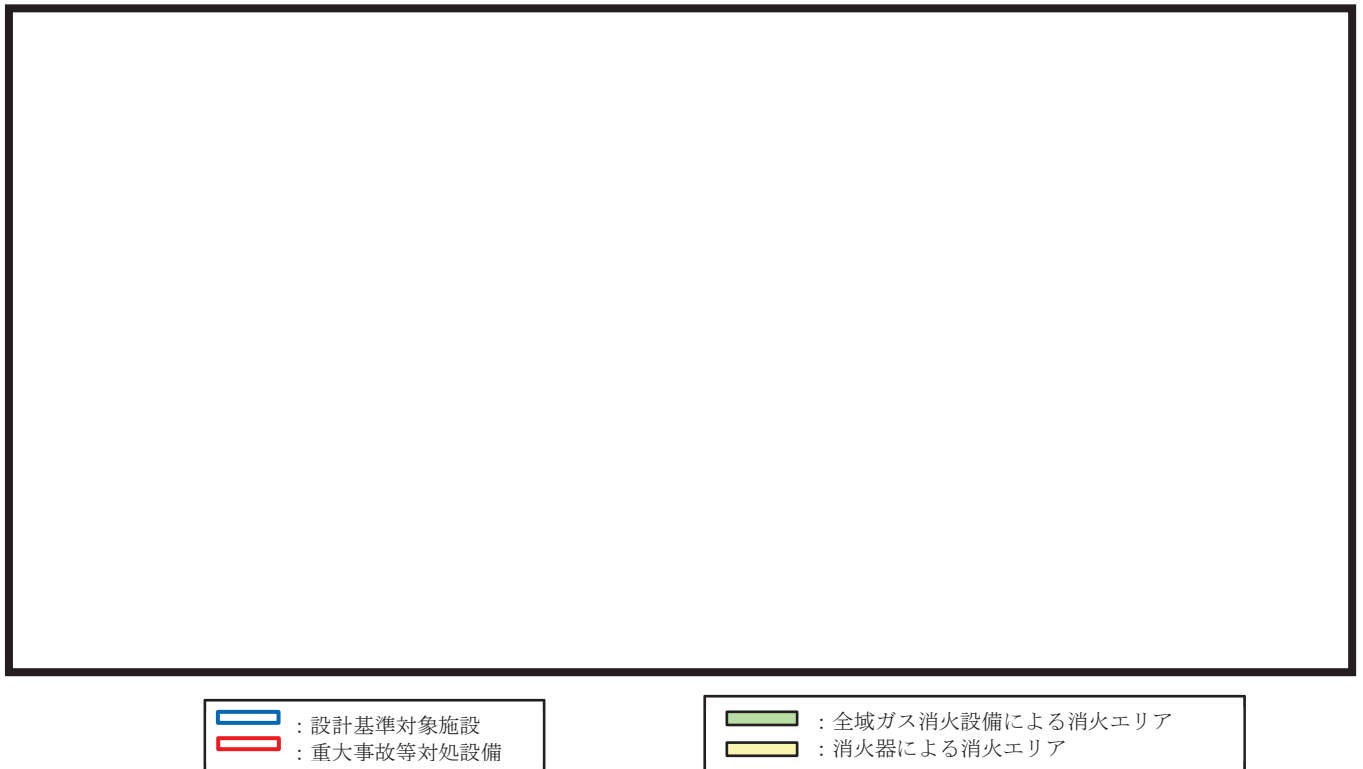 ：設計基準対象施設
：重大事故等対処設備
：全域ガス消火設備による消火エリア
：消火器による消火エリア